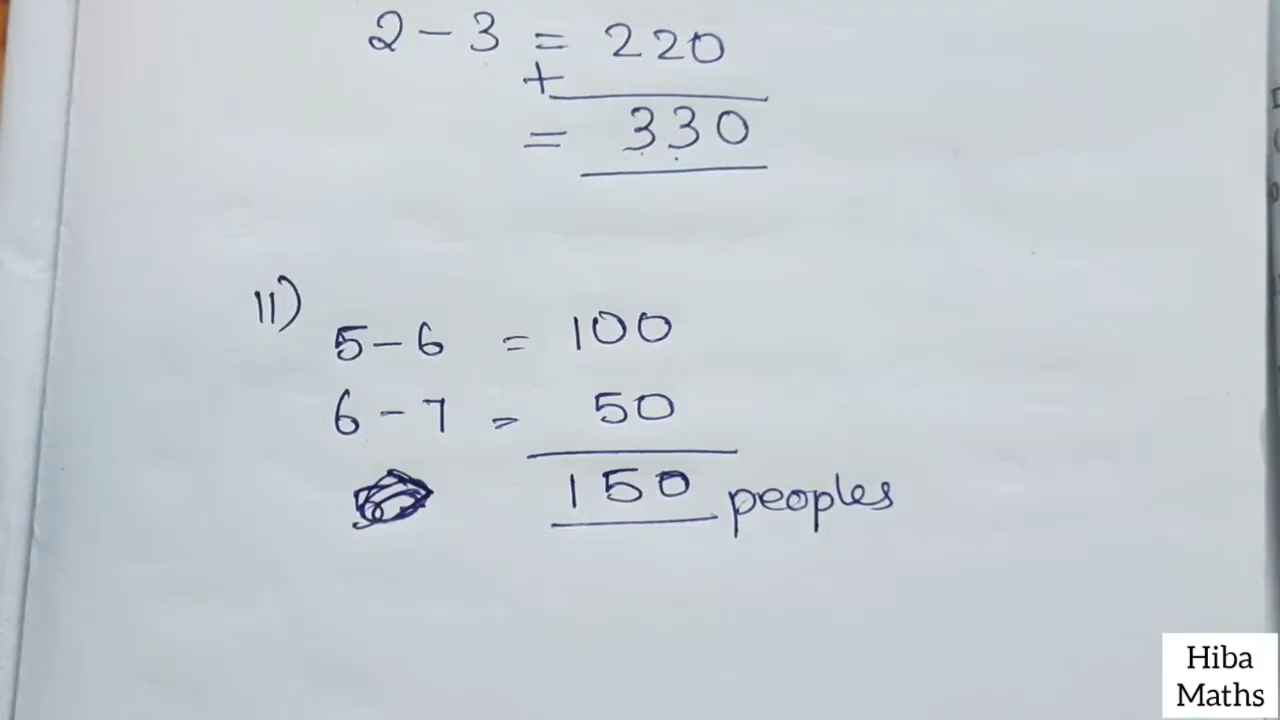 2 - 3 = 220
+
= 330
11)
5 - 6 = 100
6 - 7 = 50
150 peoples
Hiba
Maths